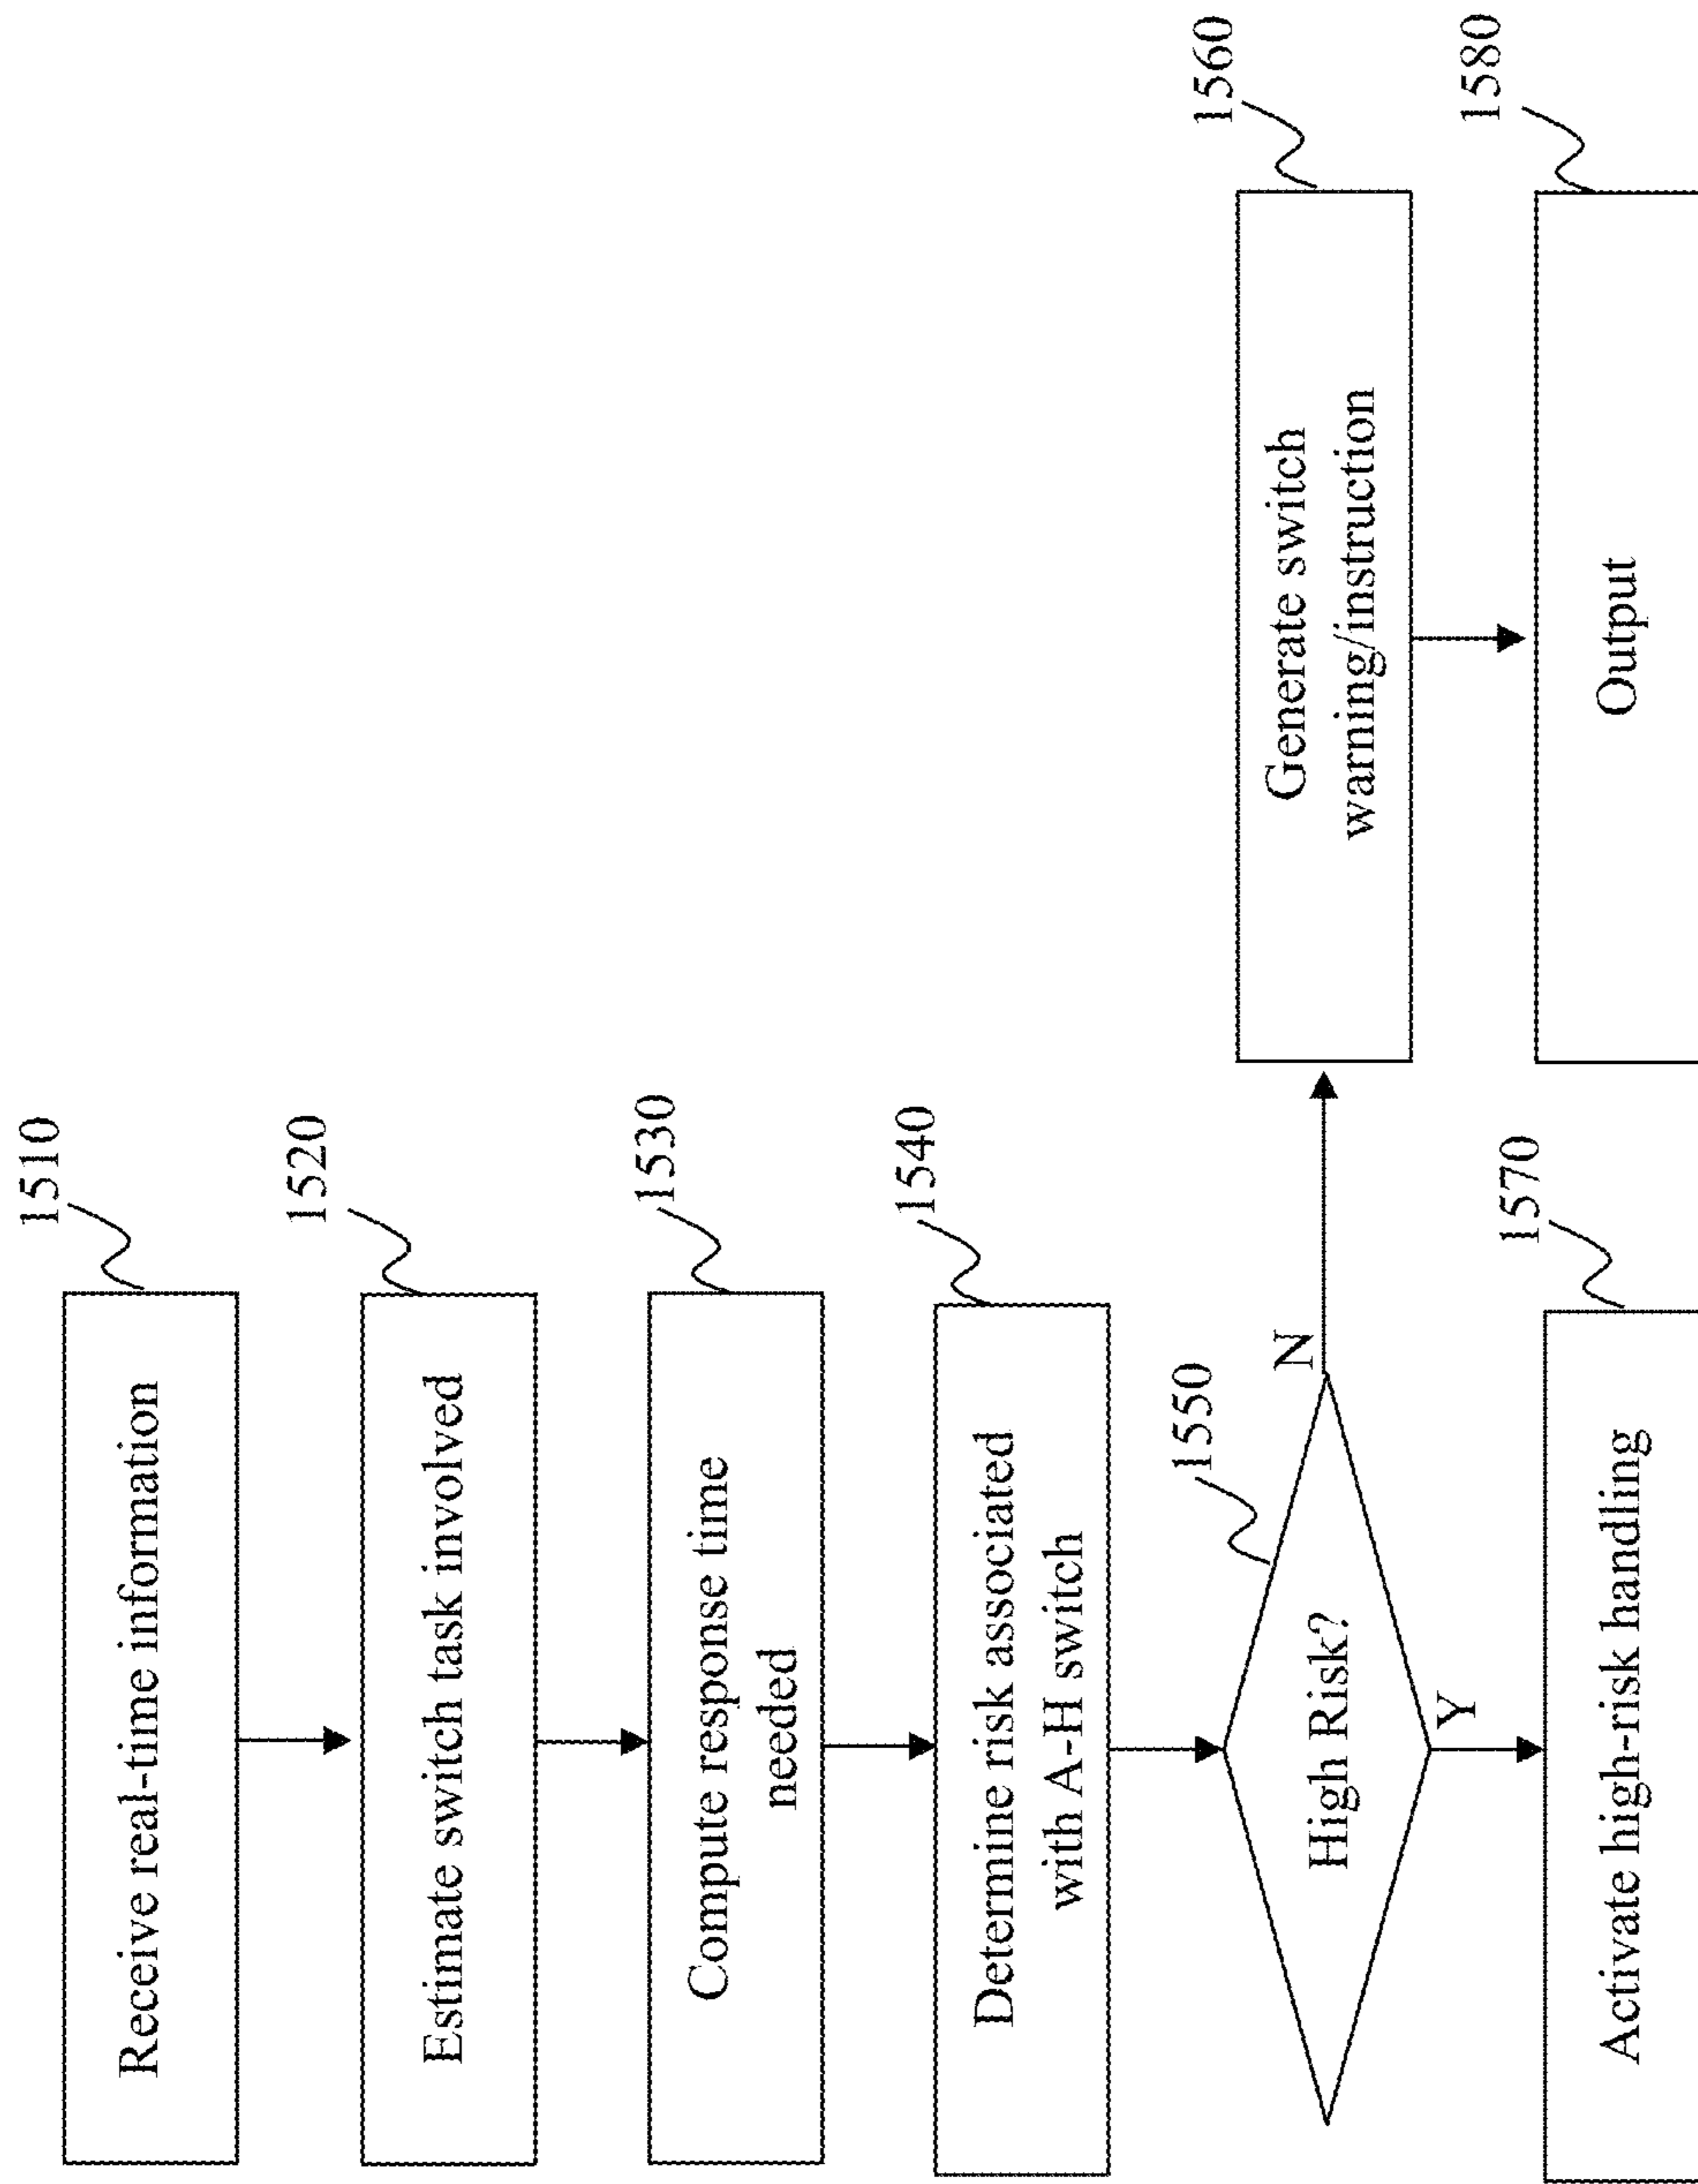 1510
Receive real-time information
1520
Estimate switch task involved
1530
Compute response time
needed
1540
Determine risk associated
with A-H switch
1550
High Risk?
N
Y
1560
Generate switch
warning/instruction
1570
Activate high-risk handling
1580
Output